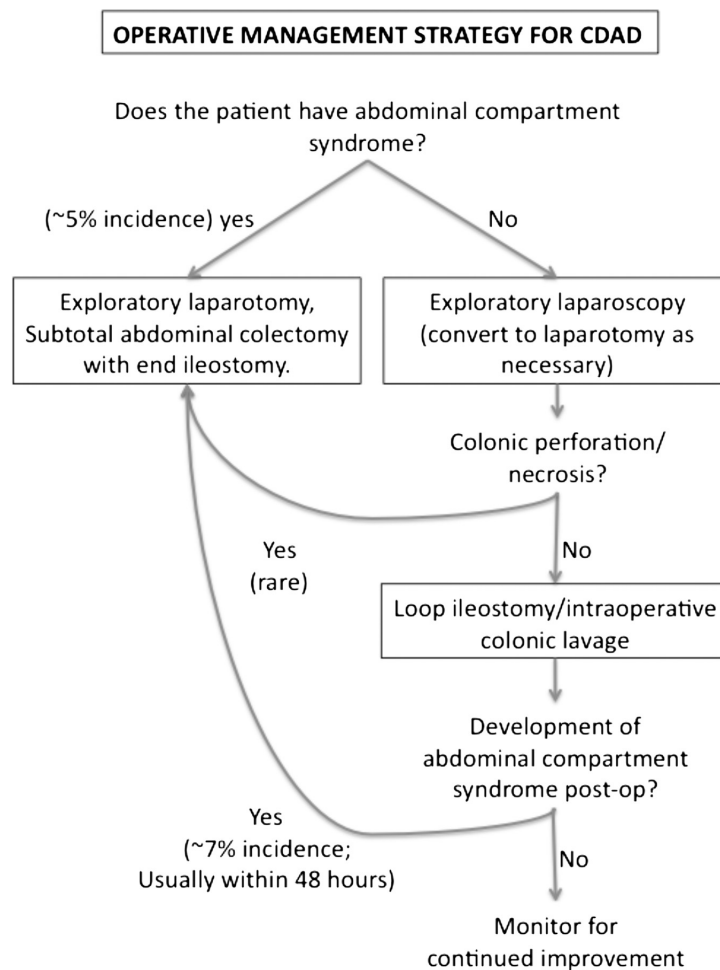 OPERATIVE MANAGEMENT STRATEGY FOR CDAD
Does the patient have abdominal compartment
syndrome?
(~5% incidence) yes
No
Exploratory laparotomy,
Subtotal abdominal colectomy
with end ileostomy.
Exploratory laparoscopy
(convert to laparotomy as
necessary)
Colonic perforation/
necrosis?
Yes
(rare)
No
Loop ileostomy/intraoperative
colonic lavage
Development of
abdominal compartment
syndrome post-op?
Yes
(~7% incidence;
Usually within 48 hours)
No
Monitor for
continued improvement